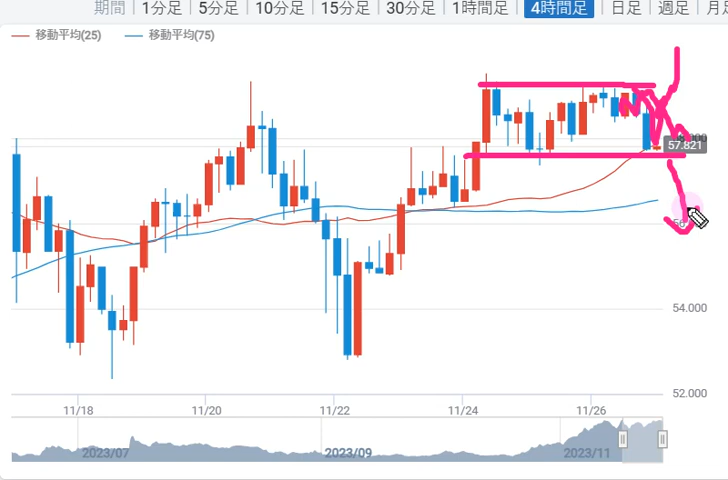 期間 1分足 5分足 10分足 15分足 30分足 1時間足 4時間足 日足 週足 月足
移動平均(25) 移動平均(75)
57.821
54.000
52.000
11/18 11/20 11/22 11/24 11/26
2023/07 2023/09 2023/11